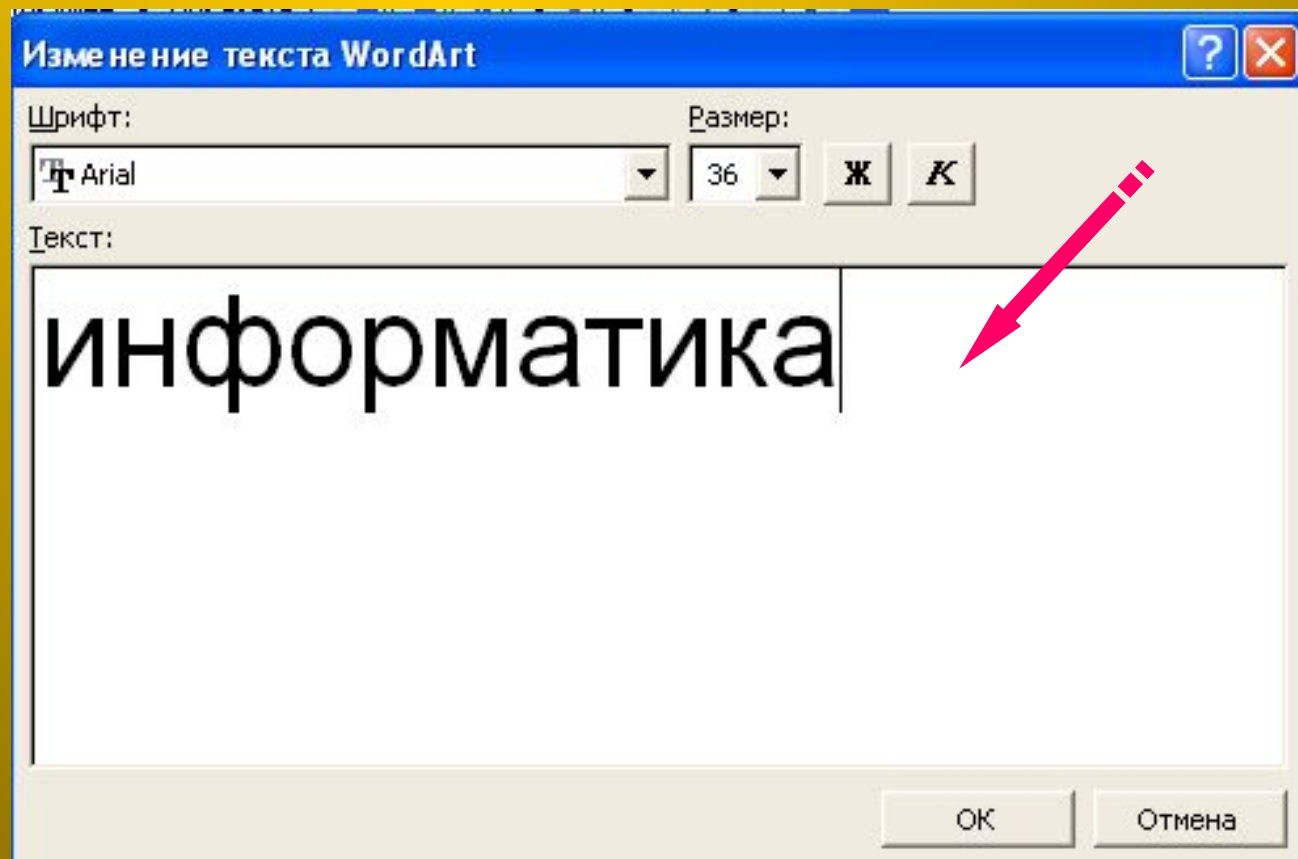 Изменение текста WordArt
Шрифт: Размер:
Arial 36 Ж К
Текст:
информатика
ОК Отмена